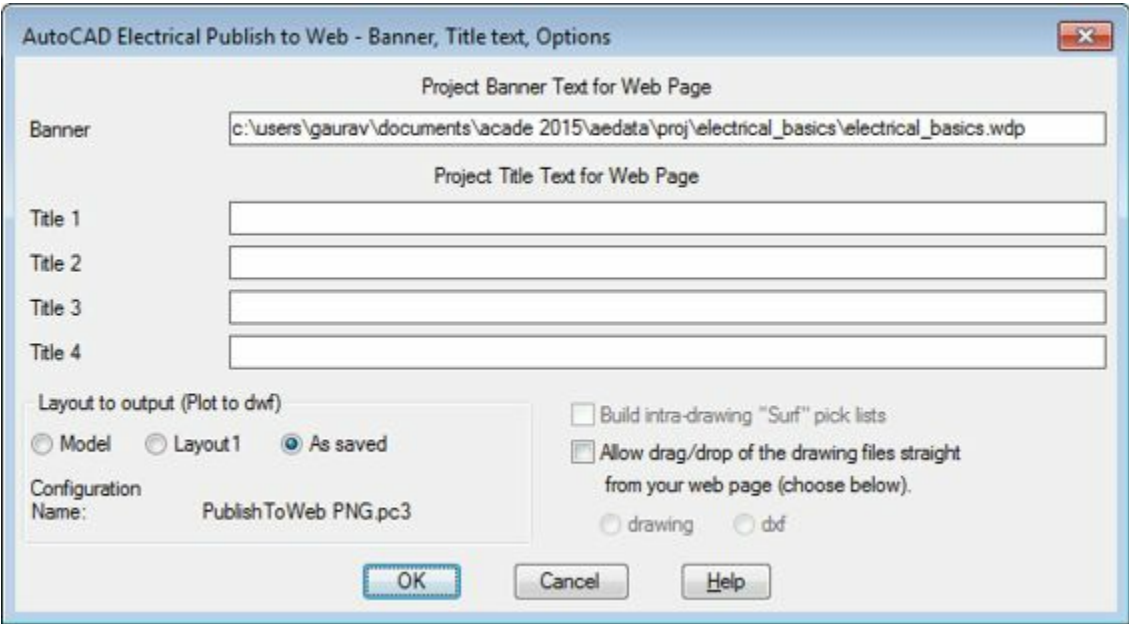 AutoCAD Electrical Publish to Web - Banner, Title text, Options
Project Banner Text for Web Page
Banner c:\users\gaurav\documents\acade 2015\aedata\proj\electrical_basics\electrical_basics.wdp
Project Title Text for Web Page
Title 1
Title 2
Title 3
Title 4
Layout to output (Plot to dwf)
Model Layout1 As saved
Configuration
Name: PublishToWeb PNG.pc3
Build intra-drawing "Surf" pick lists
Allow drag/drop of the drawing files straight
from your web page (choose below).
drawing dxf
OK Cancel Help